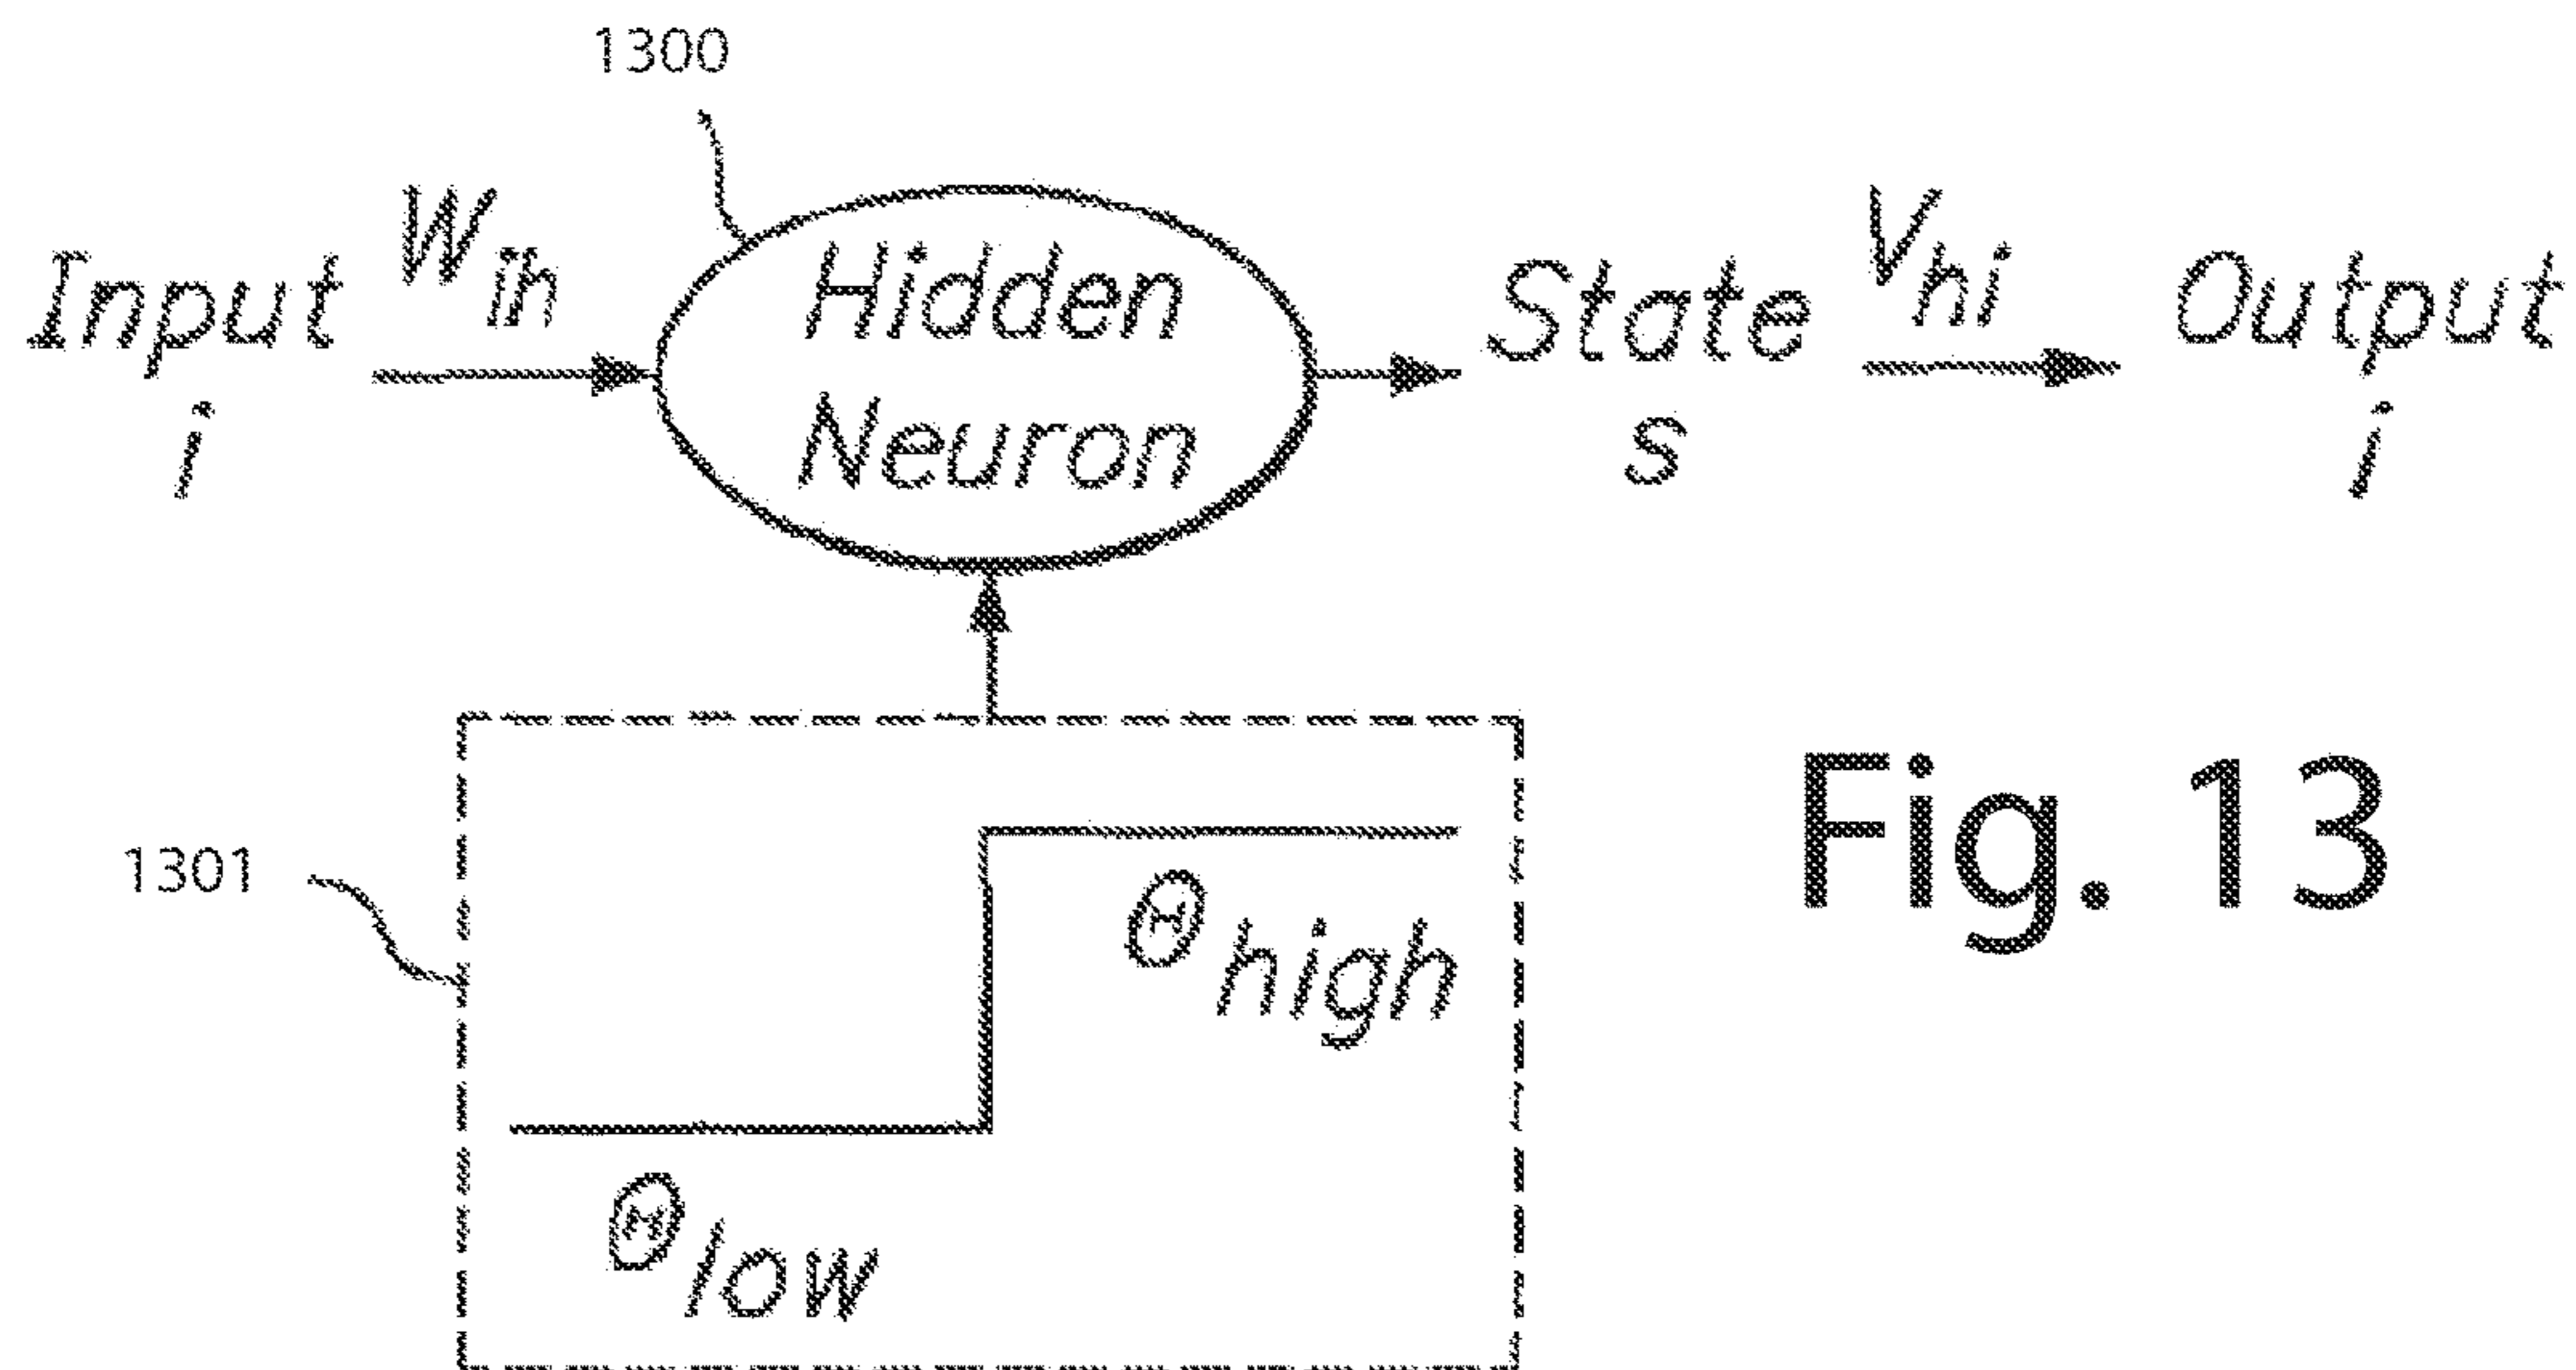 1300
Input W_ih Hidden State V_hi Output
i Neuron s i
1301
Θ_high
Θ_low
Fig. 13